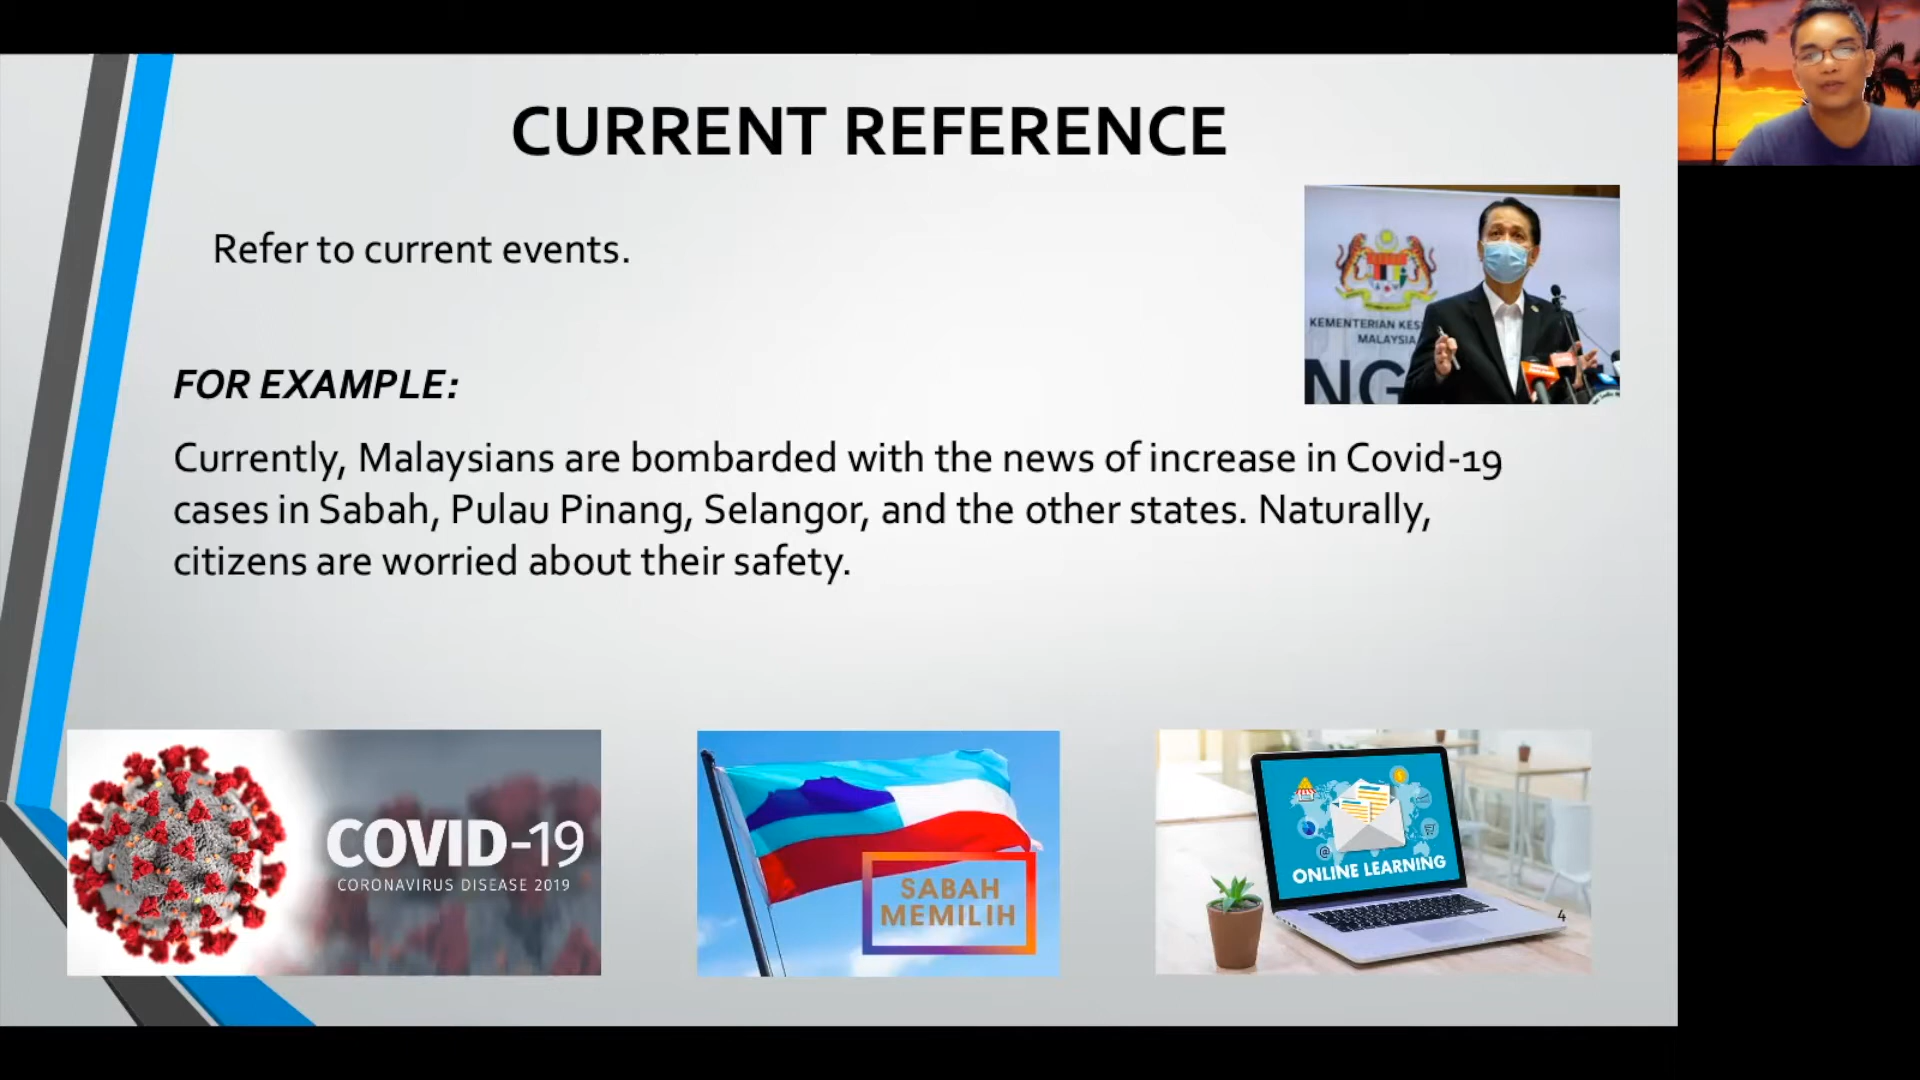 CURRENT REFERENCE
Refer to current events.
KEMENTERIAN
MALAYSIA
NG
FOR EXAMPLE:
Currently, Malaysians are bombarded with the news of increase in Covid-19
cases in Sabah, Pulau Pinang, Selangor, and the other states. Naturally,
citizens are worried about their safety.
COVID-19
CORONAVIRUS DISEASE 2019
SABAH
MEMILIH
ONLINE LEARNING
4